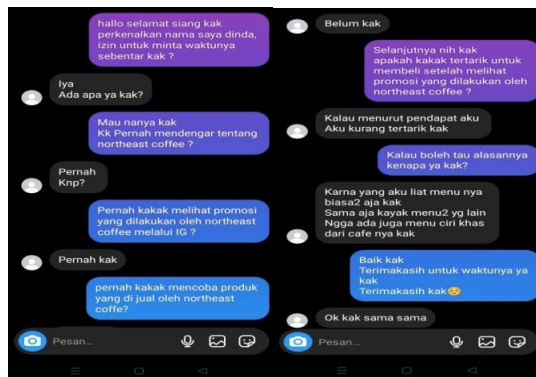 hallo selamat siang kak
perkenalkan nama saya dinda,
izin untuk minta waktunya
sebentar kak ?
Iya
Ada apa ya kak?
Mau nanya kak
Kk Pernah mendengar tentang
northeast coffee ?
Pernah
Knp?
Pernah kakak melihat promosi
yang dilakukan oleh northeast
coffee melalui IG ?
Pernah kak
pernah kakak mencoba produk
yang di jual oleh northeast
coffe?
Pesan...
Belum kak
Selanjutnya nih kak
apakah kakak tertarik untuk
membeli setelah melihat
promosi yang dilakukan oleh
northeast coffee ?
Kalau menurut pendapat aku
Aku kurang tertarik kak
Kalau boleh tau alasannya
kenapa ya kak?
Karna yang aku liat menu nya
biasa2 aja kak
Sama aja kayak menu2 yg lain
Ngga ada juga menu ciri khas
dari cafe nya kak
Baik kak
Terimakasih untuk waktunya ya
kak
Terimakasih kak😊
Ok kak sama sama
Pesan...